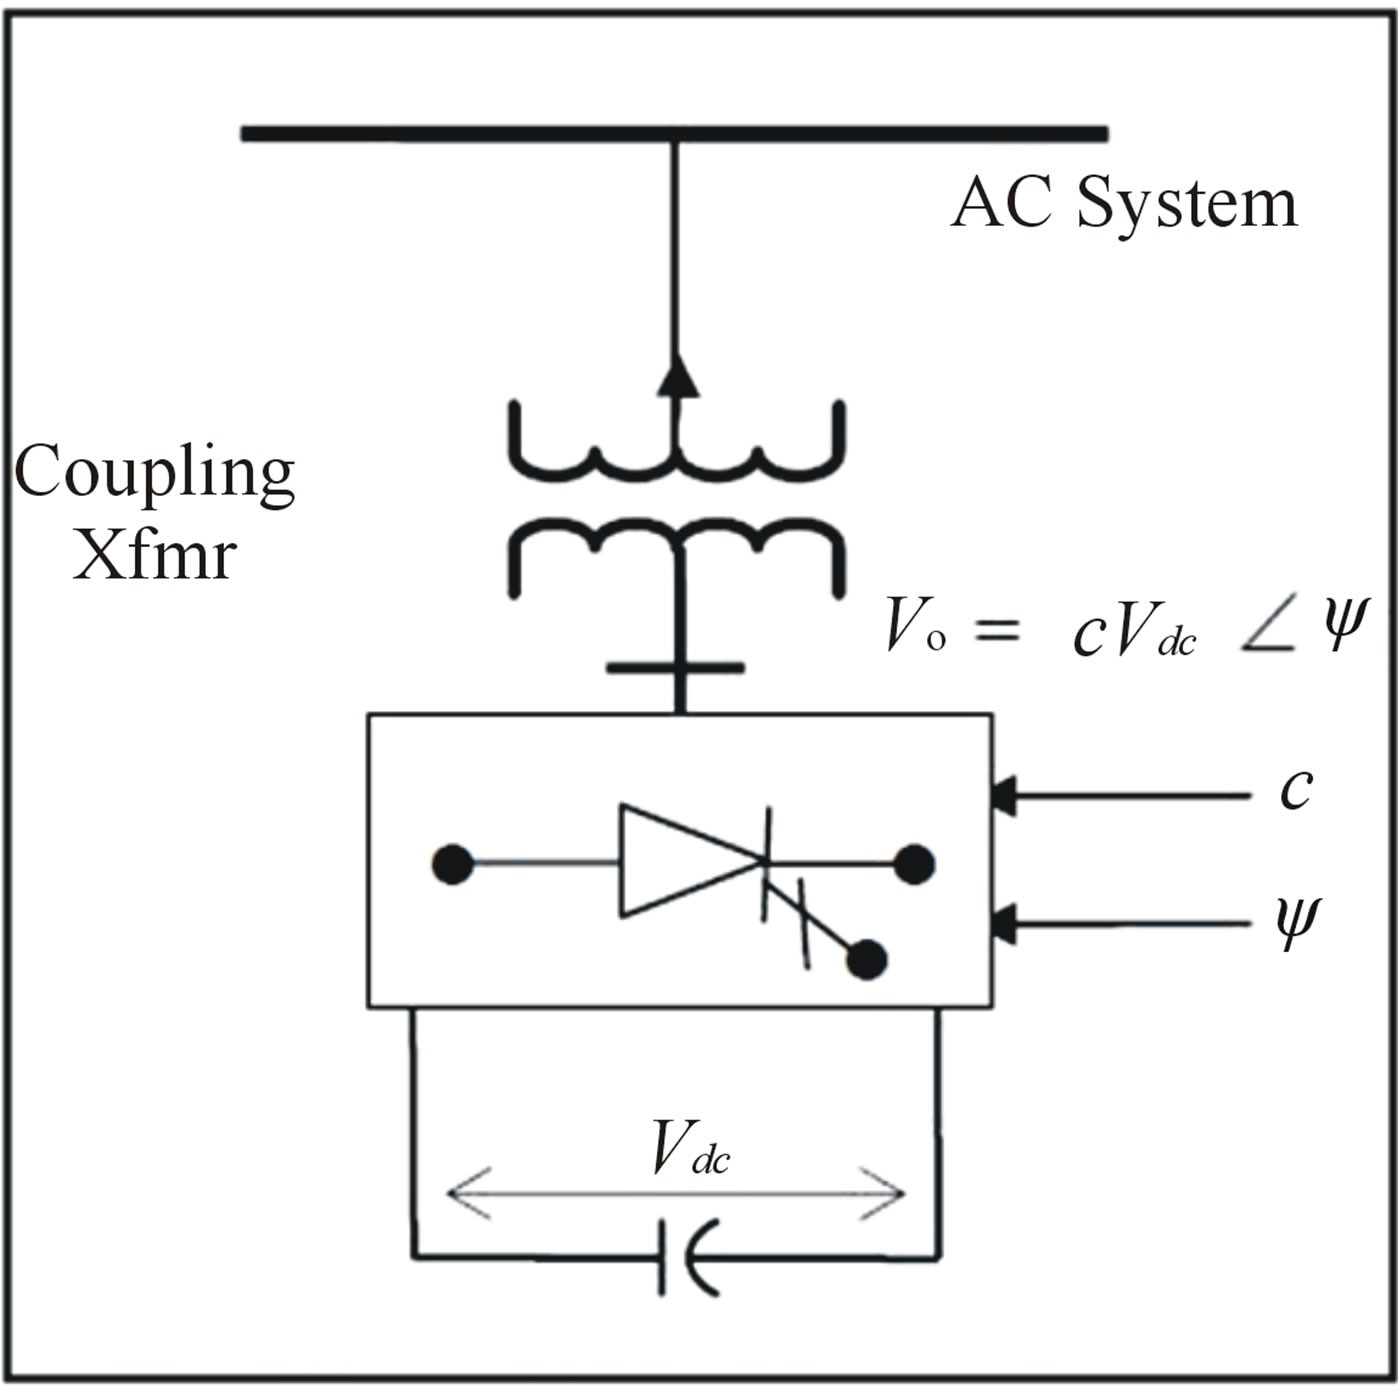 AC System
Coupling
Xfmr
Vo = cVdc ∠ ψ
c
ψ
Vdc